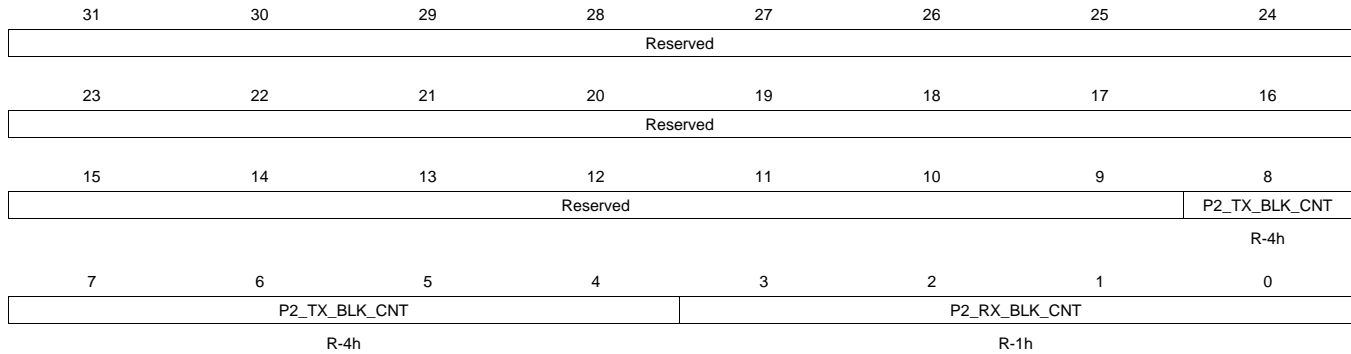 31 30 29 28 27 26 25 24
Reserved
23 22 21 20 19 18 17 16
Reserved
15 14 13 12 11 10 9 8
Reserved P2_TX_BLK_CNT
R-4h
7 6 5 4 3 2 1 0
P2_TX_BLK_CNT P2_RX_BLK_CNT
R-4h R-1h